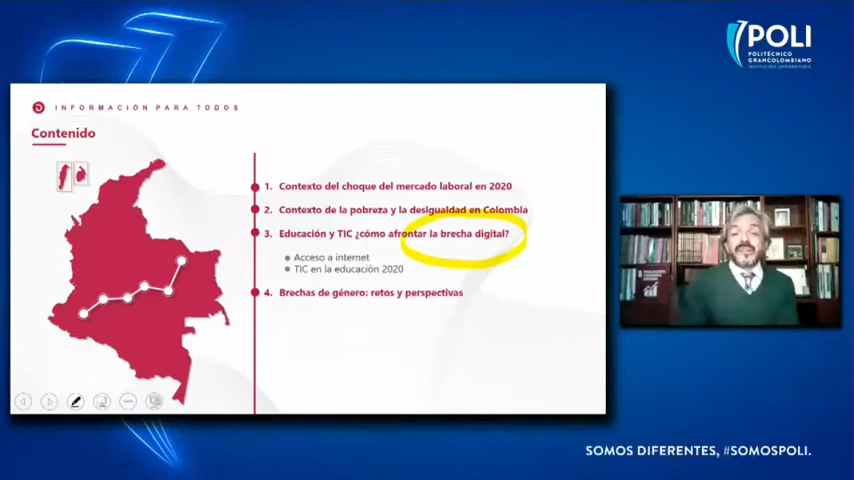 POLI
POLITÉCNICO
GRANCOLOMBIANO
INSTITUCIÓN UNIVERSITARIA
INFORMACIÓN PARA TODOS
Contenido
1. Contexto del choque del mercado laboral en 2020
2. Contexto de la pobreza y la desigualdad en Colombia
3. Educación y TIC ¿cómo afrontar la brecha digital?
Acceso a internet
TIC en la educación 2020
4. Brechas de género: retos y perspectivas
SOMOS DIFERENTES, #SOMOSPOLI.